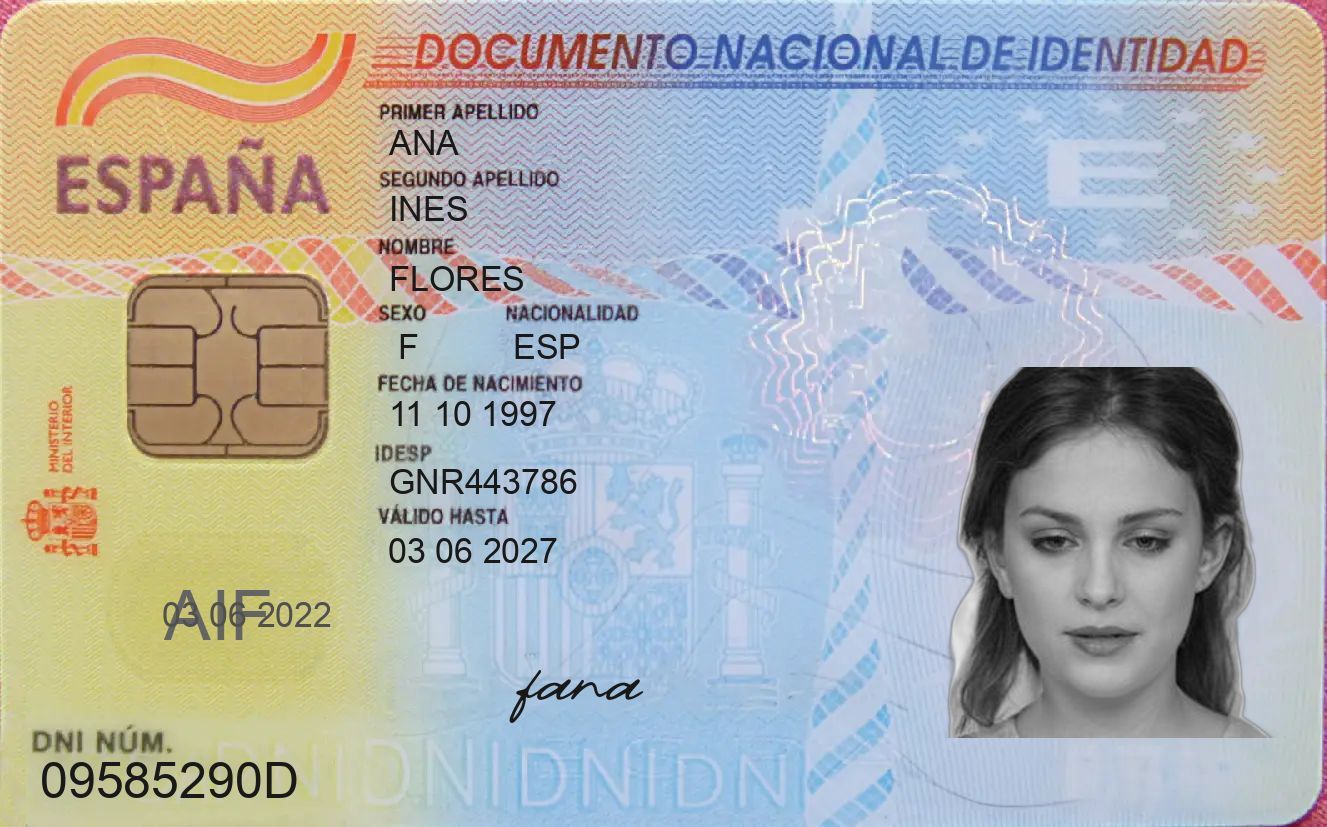 DOCUMENTO NACIONAL DE IDENTIDAD
ESPAÑA
PRIMER APELLIDO
ANA
SEGUNDO APELLIDO
INES
NOMBRE
FLORES
SEXO NACIONALIDAD
F ESP
FECHA DE NACIMIENTO
11 10 1997
IDESP
GNR443786
VÁLIDO HASTA
03 06 2027
MINISTERIO
DEL INTERIOR
E
AIF
03 06 2022
fana
DNI NÚM.
09585290D
DNIDNIDNIDNI